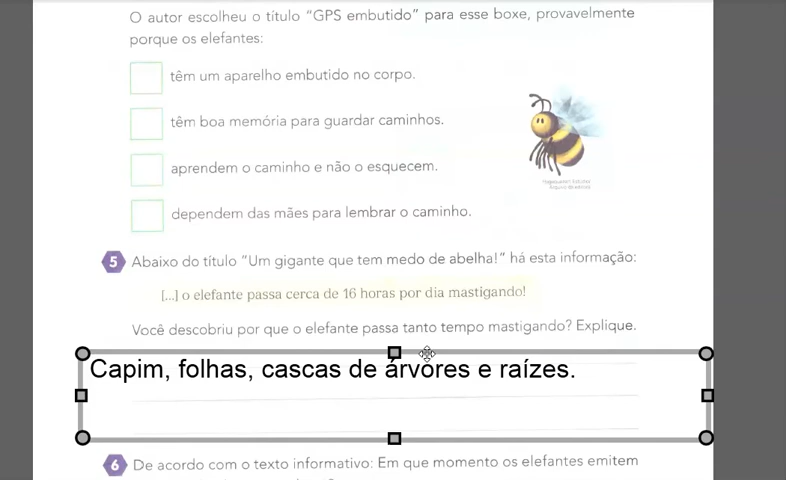 O autor escolheu o título "GPS embutido" para esse boxe, provavelmente
porque os elefantes:
têm um aparelho embutido no corpo.
têm boa memória para guardar caminhos.
aprendem o caminho e não o esquecem.
dependem das mães para lembrar o caminho.
5 Abaixo do título "Um gigante que tem medo de abelha!" há esta informação:
[...] o elefante passa cerca de 16 horas por dia mastigando!
Você descobriu por que o elefante passa tanto tempo mastigando? Explique.
Capim, folhas, cascas de árvores e raízes.
6 De acordo com o texto informativo: Em que momento os elefantes emitem